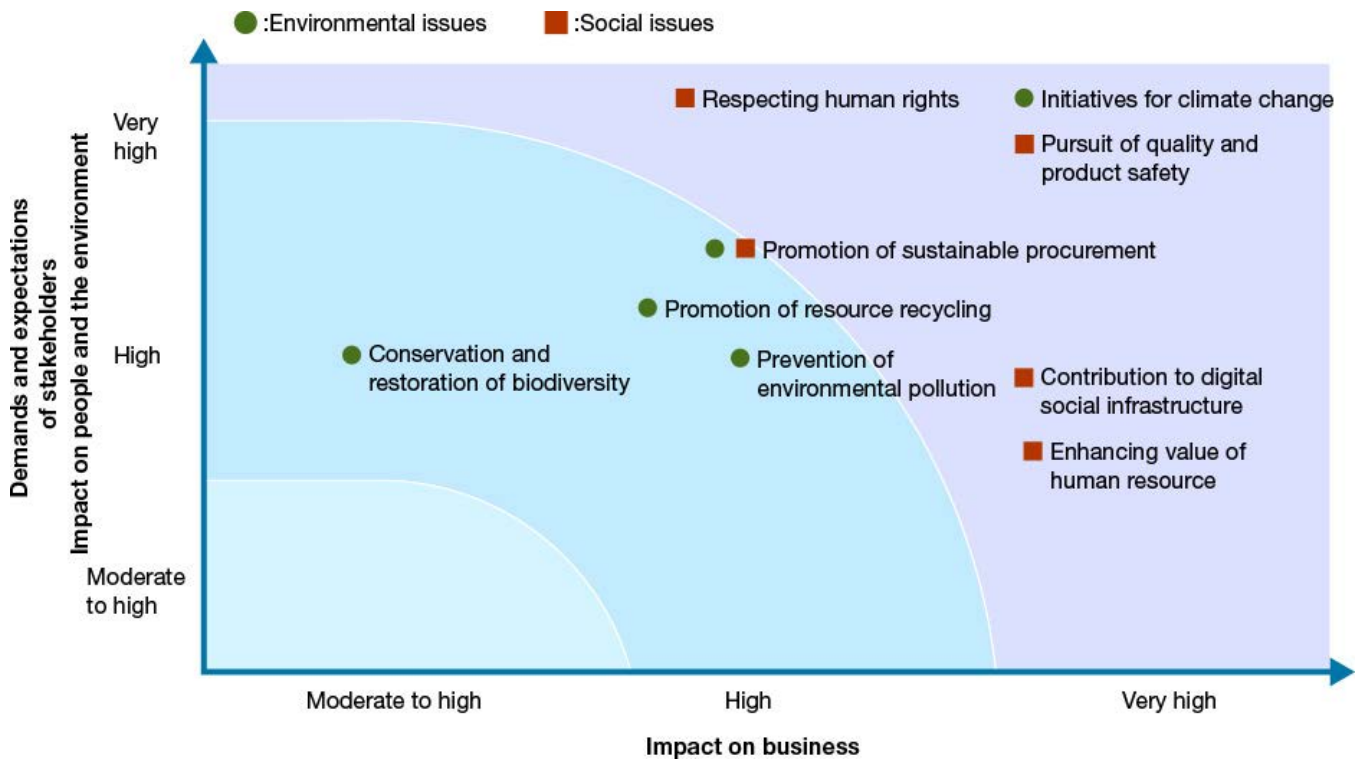 :Environmental issues
:Social issues
Demands and expectations
of stakeholders
Impact on people and the environment
Very
high
High
Moderate
to high
Respecting human rights
Initiatives for climate change
Pursuit of quality and
product safety
Promotion of sustainable procurement
Promotion of resource recycling
Conservation and
restoration of biodiversity
Prevention of
environmental pollution
Contribution to digital
social infrastructure
Enhancing value of
human resource
Moderate to high
High
Very high
Impact on business